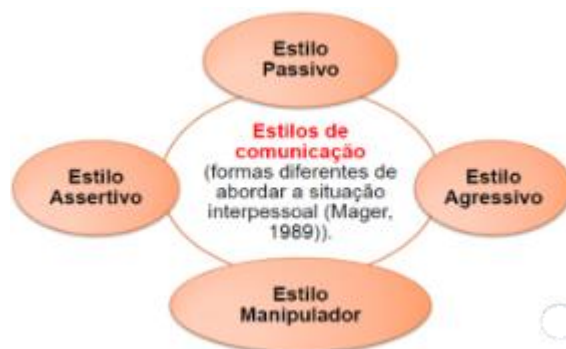 Estilo
Passivo
Estilos de
comunicação
(formas diferentes de
abordar a situação
interpessoal (Mager,
1989)).
Estilo
Assertivo
Estilo
Agressivo
Estilo
Manipulador